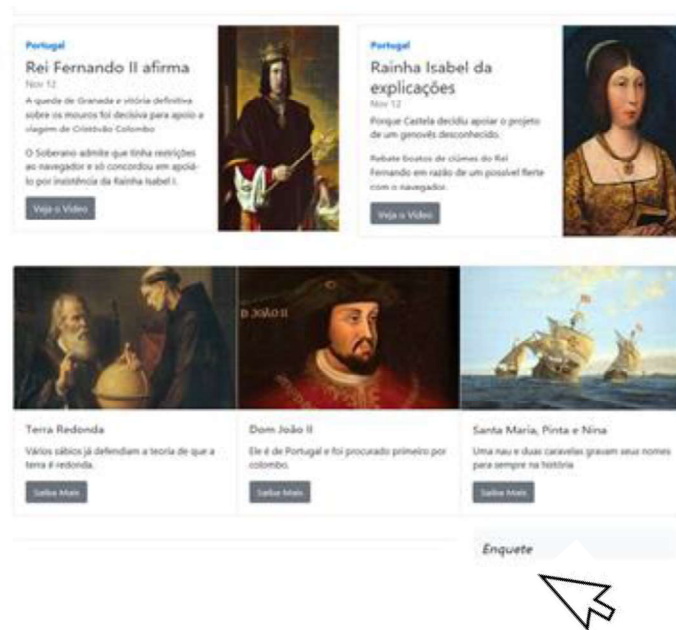 Portugal
Rei Fernando II afirma
Nov 12
A queda de Granada e vitória definitiva
sobre os mouros foi decisiva para apoio a
viagem de Cristóvão Colombo
O Soberano admite que tinha restrições
ao navegador e só concordou em apoiá-
lo por insistência da Rainha Isabel I.
Veja o Vídeo
Portugal
Rainha Isabel da
explicações
Nov 12
Porque Castela decidiu apoiar o projeto
de um genovês desconhecido.
Rebate boatos de ciúmes do Rei
Fernando em razão de um possível flerte
com o navegador.
Veja o Vídeo
D. JOÃO II
Terra Redonda
Vários sábios já defendiam a teoria de que a
terra é redonda.
Saiba Mais
Dom João II
Ele é de Portugal e foi procurado primeiro por
colombo.
Saiba Mais
Santa Maria, Pinta e Nina
Uma nau e duas caravelas gravam seus nomes
para sempre na história
Saiba Mais
Enquete